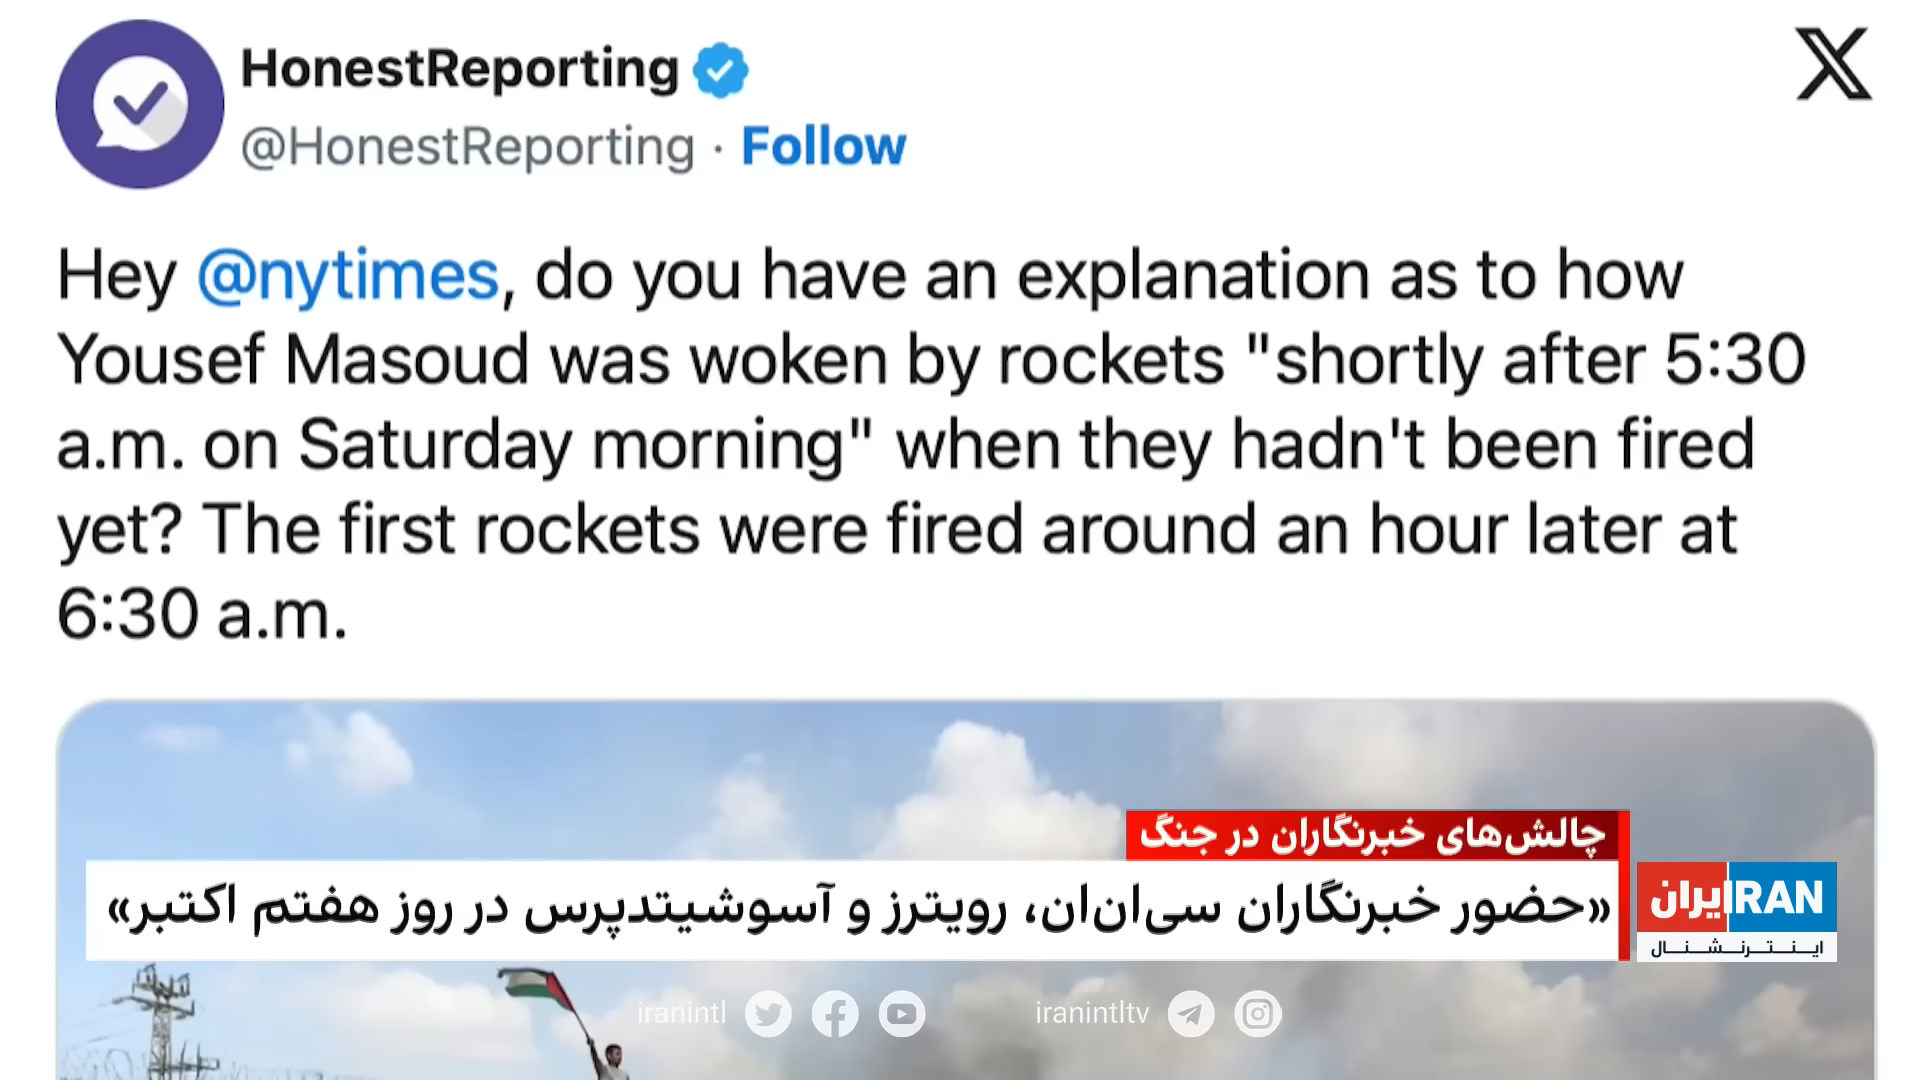 HonestReporting
@HonestReporting · Follow
Hey @nytimes, do you have an explanation as to how
Yousef Masoud was woken by rockets "shortly after 5:30
a.m. on Saturday morning" when they hadn't been fired
yet? The first rockets were fired around an hour later at
6:30 a.m.
چالش‌های خبرنگاران در جنگ
«حضور خبرنگاران سی‌ان‌ان، رویترز و آسوشیتدپرس در روز هفتم اکتبر»
ایران IRAN
اینترنشنال
iranintl
iranintltv